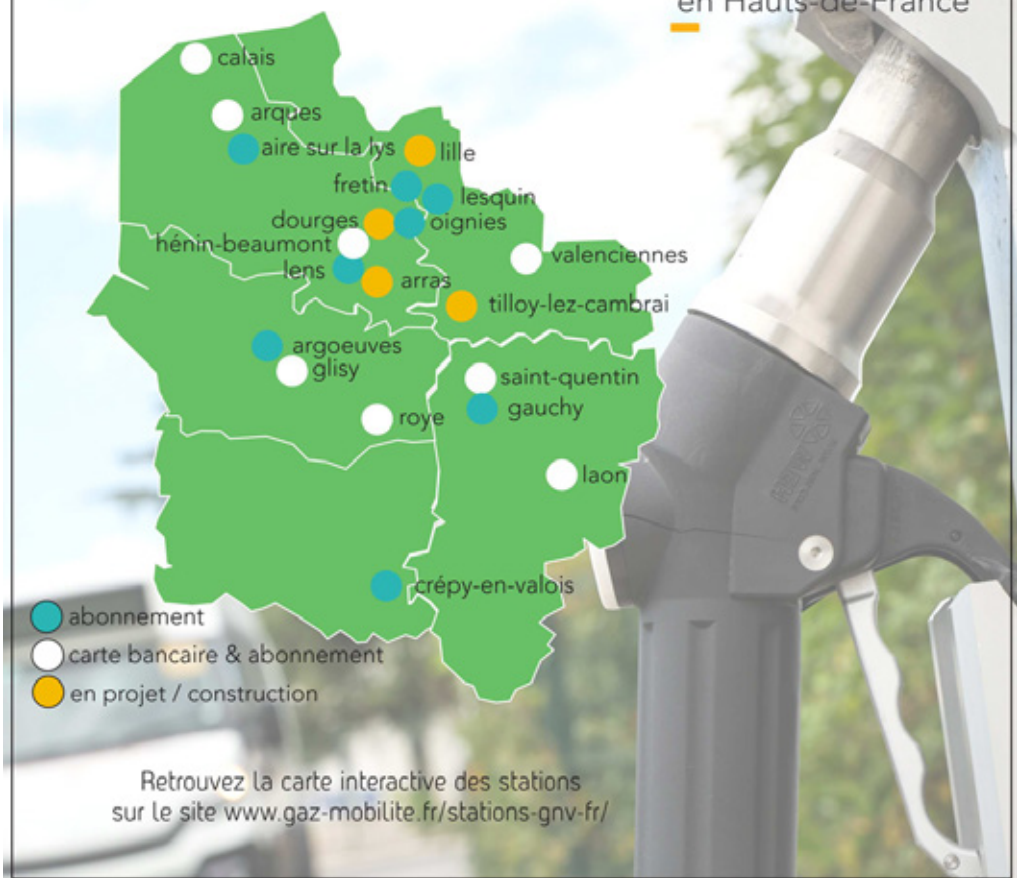 en Hauts-de-France
calais
arques
aire sur la lys
lille
fretin
lesquin
dourges
oignies
hénin-beaumont
valenciennes
lens
arras
tilloy-lez-cambrai
argoeuves
glisy
saint-quentin
gauchy
roye
laon
crépy-en-valois
abonnement
carte bancaire & abonnement
en projet / construction
Retrouvez la carte interactive des stations
sur le site www.gaz-mobilite.fr/stations-gnv-fr/